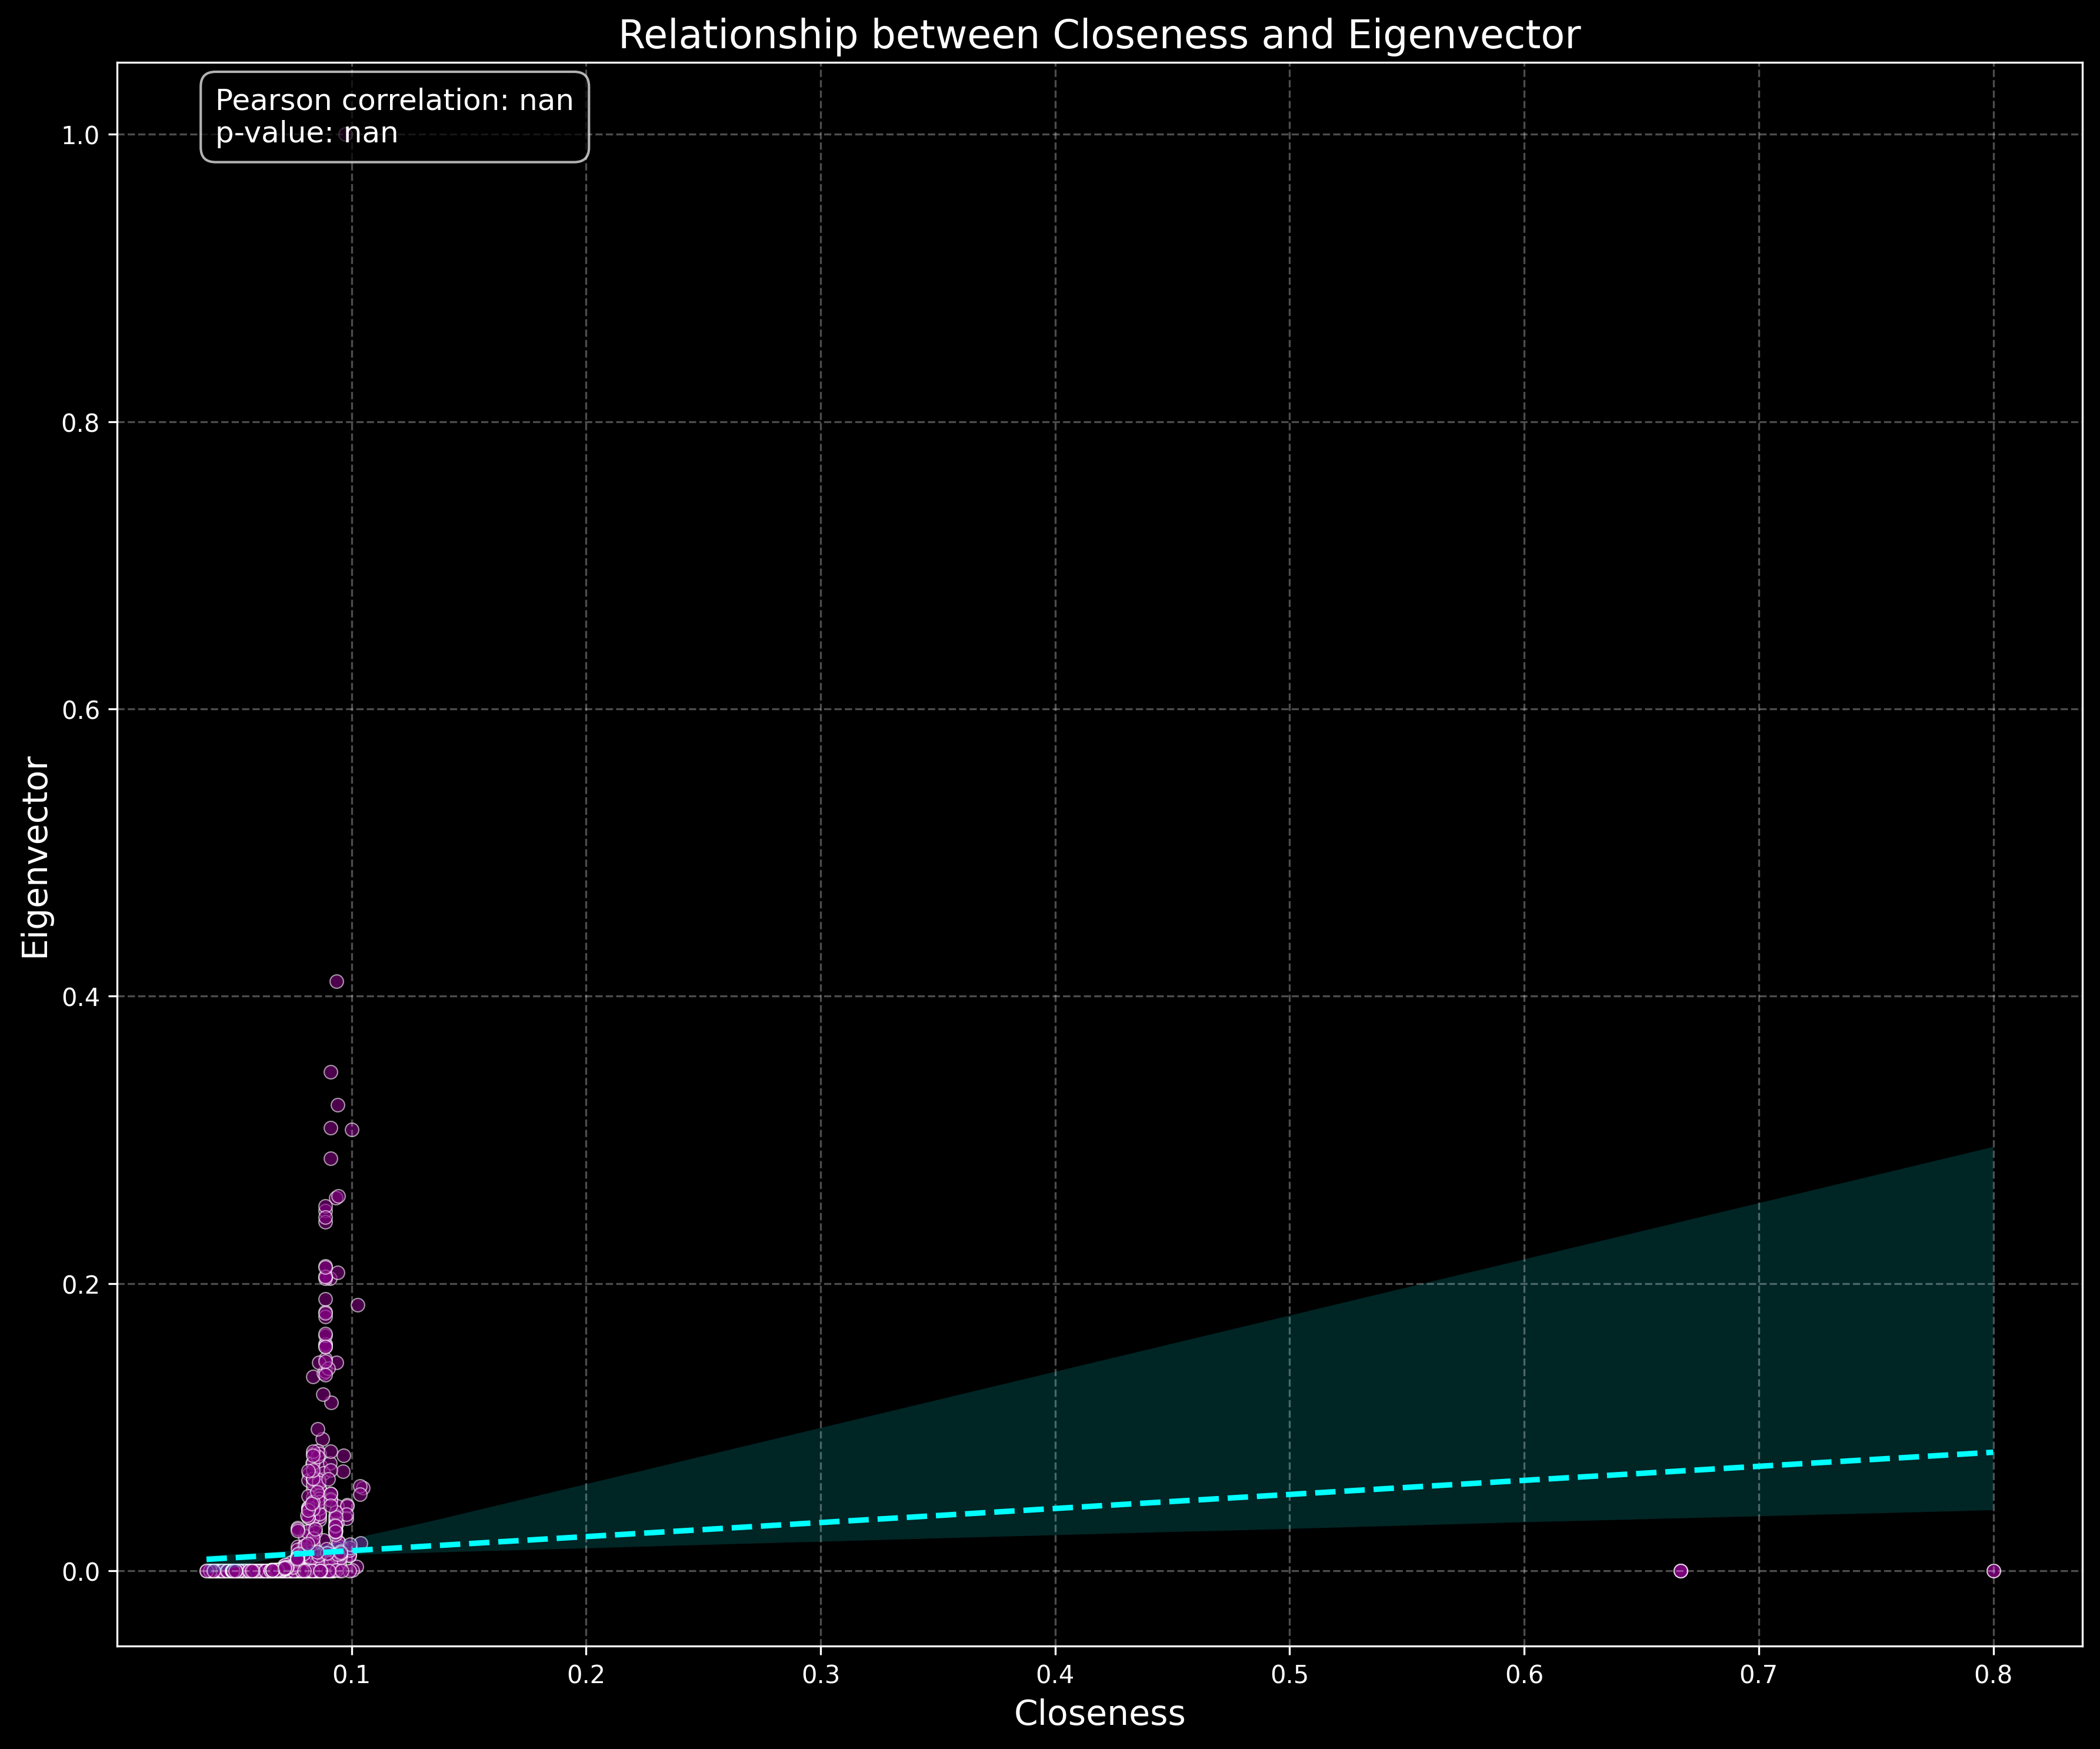 Relationship between Closeness and Eigenvector
Pearson correlation: nan
p-value: nan
1.0
0.8
0.6
0.4
0.2
0.0
Eigenvector
0.1 0.2 0.3 0.4 0.5 0.6 0.7 0.8
Closeness